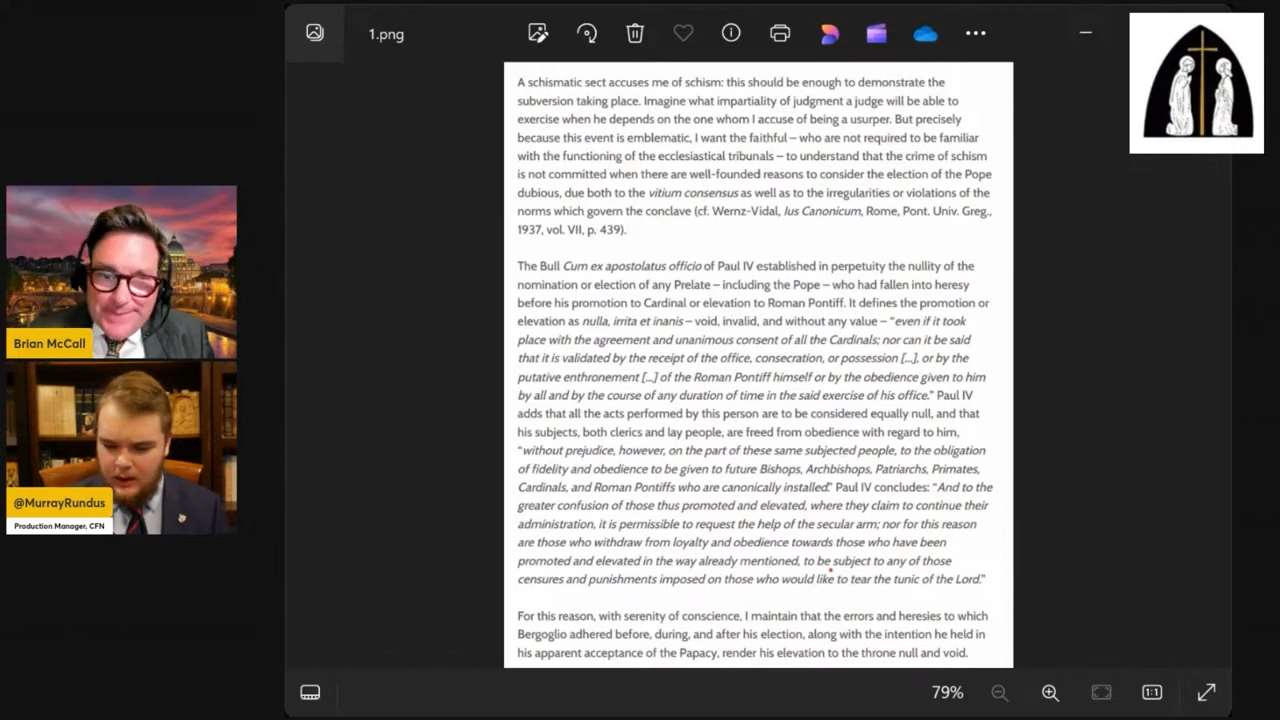 1.png
A schismatic sect accuses me of schism: this should be enough to demonstrate the
subversion taking place. Imagine what impartiality of judgment a judge will be able to
exercise when he depends on the one whom I accuse of being a usurper. But precisely
because this event is emblematic, I want the faithful – who are not required to be familiar
with the functioning of the ecclesiastical tribunals – to understand that the crime of schism
is not committed when there are well-founded reasons to consider the election of the Pope
dubious, due both to the vitium consensus as well as to the irregularities or violations of the
norms which govern the conclave (cf. Wernz-Vidal, Ius Canonicum, Rome, Pont. Univ. Greg.,
1937, vol. VII, p. 439).
The Bull Cum ex apostolatus officio of Paul IV established in perpetuity the nullity of the
nomination or election of any Prelate – including the Pope – who had fallen into heresy
before his promotion to Cardinal or elevation to Roman Pontiff. It defines the promotion or
elevation as nulla, irrita et inanis – void, invalid, and without any value – “even if it took
place with the agreement and unanimous consent of all the Cardinals; nor can it be said
that it is validated by the receipt of the office, consecration, or possession […], or by the
putative enthronement […] of the Roman Pontiff himself or by the obedience given to him
by all and by the course of any duration of time in the said exercise of his office.” Paul IV
adds that all the acts performed by this person are to be considered equally null, and that
his subjects, both clerics and lay people, are freed from obedience with regard to him,
“without prejudice, however, on the part of these same subjected people, to the obligation
of fidelity and obedience to be given to future Bishops, Archbishops, Patriarchs, Primates,
Cardinals, and Roman Pontiffs who are canonically installed.” Paul IV concludes: “And to the
greater confusion of those thus promoted and elevated, where they claim to continue their
administration, it is permissible to request the help of the secular arm; nor for this reason
are those who withdraw from loyalty and obedience towards those who have been
promoted and elevated in the way already mentioned, to be subject to any of those
censures and punishments imposed on those who would like to tear the tunic of the Lord.”
For this reason, with serenity of conscience, I maintain that the errors and heresies to which
Bergoglio adhered before, during, and after his election, along with the intention he held in
his apparent acceptance of the Papacy, render his elevation to the throne null and void.
Brian McCall
@MurrayRundus
Production Manager, CFN
79%
1:1